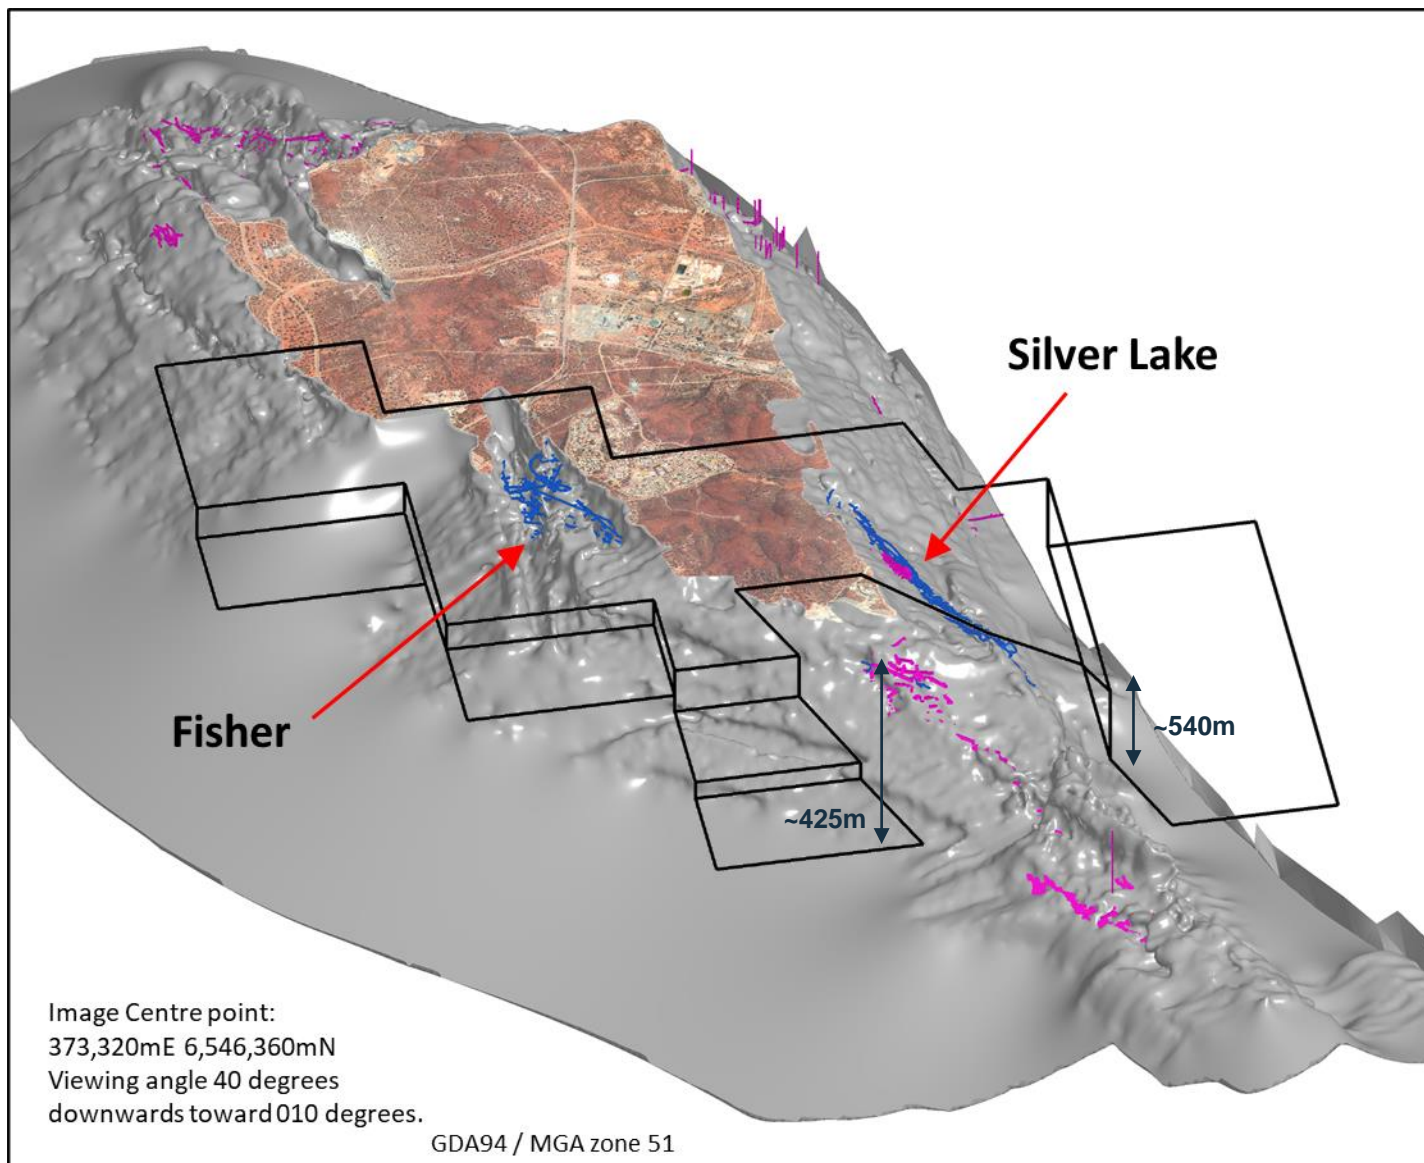 Silver Lake
Fisher
~540m
~425m
Image Centre point:
373,320mE 6,546,360mN
Viewing angle 40 degrees
downwards toward 010 degrees.
GDA94 / MGA zone 51